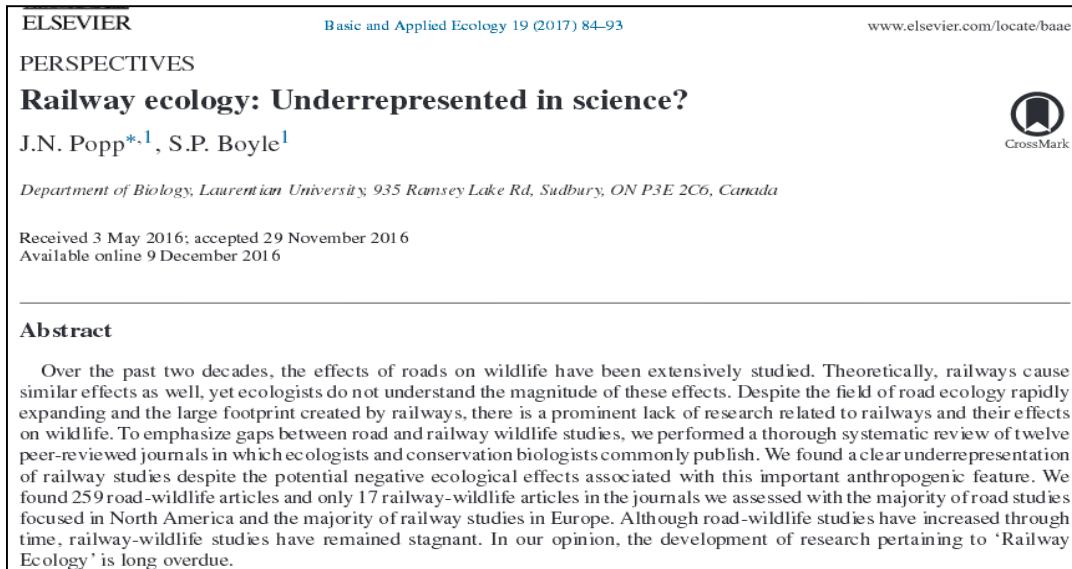 ELSEVIER
Basic and Applied Ecology 19 (2017) 84–93
www.elsevier.com/locate/baae
PERSPECTIVES
Railway ecology: Underrepresented in science?
J.N. Popp*,1, S.P. Boyle1
CrossMark
Department of Biology, Laurentian University, 935 Ramsey Lake Rd, Sudbury, ON P3E 2C6, Canada
Received 3 May 2016; accepted 29 November 2016
Available online 9 December 2016
Abstract
Over the past two decades, the effects of roads on wildlife have been extensively studied. Theoretically, railways cause
similar effects as well, yet ecologists do not understand the magnitude of these effects. Despite the field of road ecology rapidly
expanding and the large footprint created by railways, there is a prominent lack of research related to railways and their effects
on wildlife. To emphasize gaps between road and railway wildlife studies, we performed a thorough systematic review of twelve
peer-reviewed journals in which ecologists and conservation biologists commonly publish. We found a clear underrepresentation
of railway studies despite the potential negative ecological effects associated with this important anthropogenic feature. We
found 259 road-wildlife articles and only 17 railway-wildlife articles in the journals we assessed with the majority of road studies
focused in North America and the majority of railway studies in Europe. Although road-wildlife studies have increased through
time, railway-wildlife studies have remained stagnant. In our opinion, the development of research pertaining to ‘Railway
Ecology’ is long overdue.